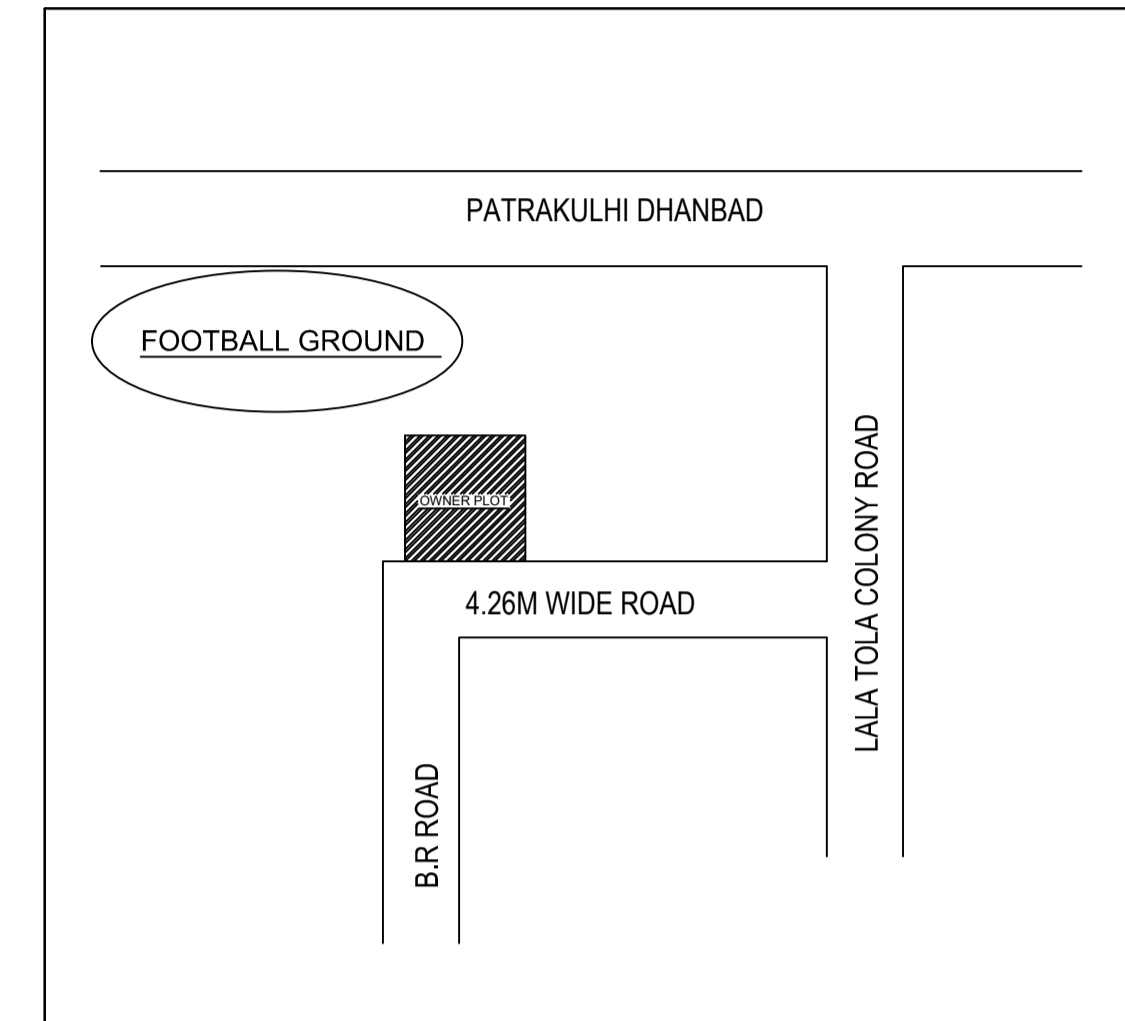 PATRAKULHI DHANBAD
FOOTBALL GROUND
OWNER PLOT
4.26M WIDE ROAD
LALA TOLA COLONY ROAD
B.R ROAD